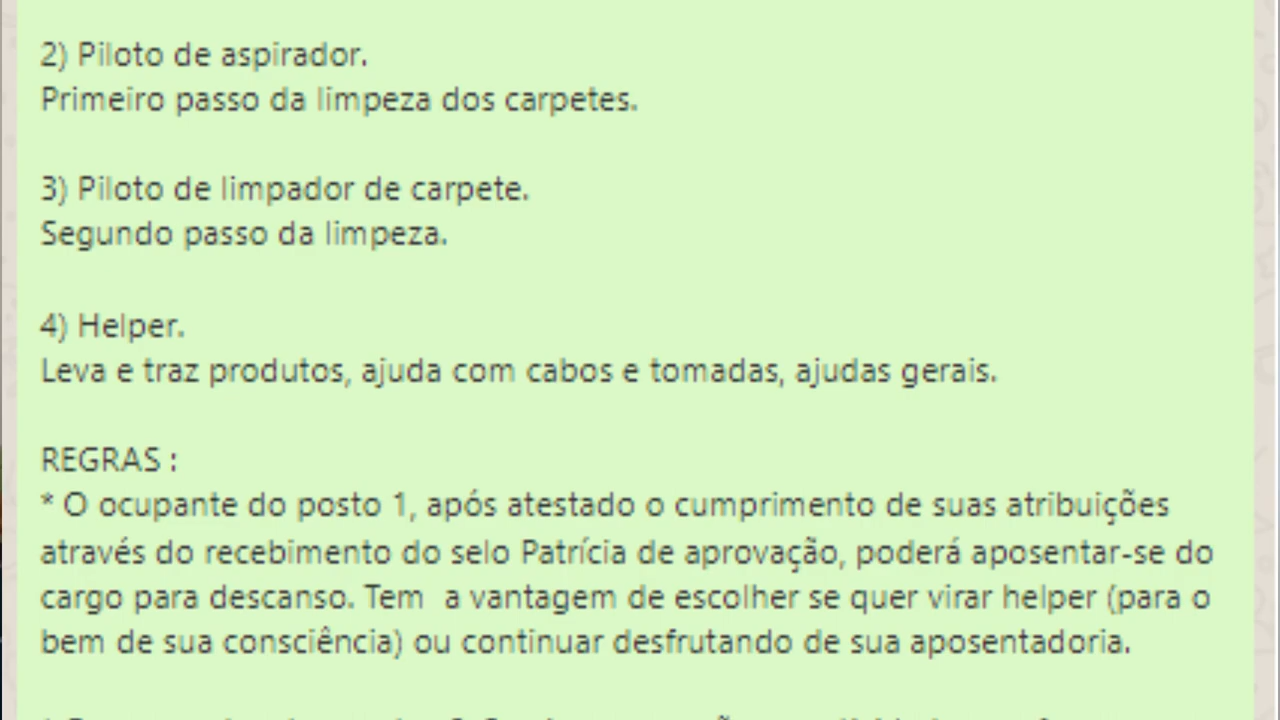 2) Piloto de aspirador.
Primeiro passo da limpeza dos carpetes.
3) Piloto de limpador de carpete.
Segundo passo da limpeza.
4) Helper.
Leva e traz produtos, ajuda com cabos e tomadas, ajudas gerais.
REGRAS :
* O ocupante do posto 1, após atestado o cumprimento de suas atribuições
através do recebimento do selo Patrícia de aprovação, poderá aposentar-se do
cargo para descanso. Tem  a vantagem de escolher se quer virar helper (para o
bem de sua consciência) ou continuar desfrutando de sua aposentadoria.